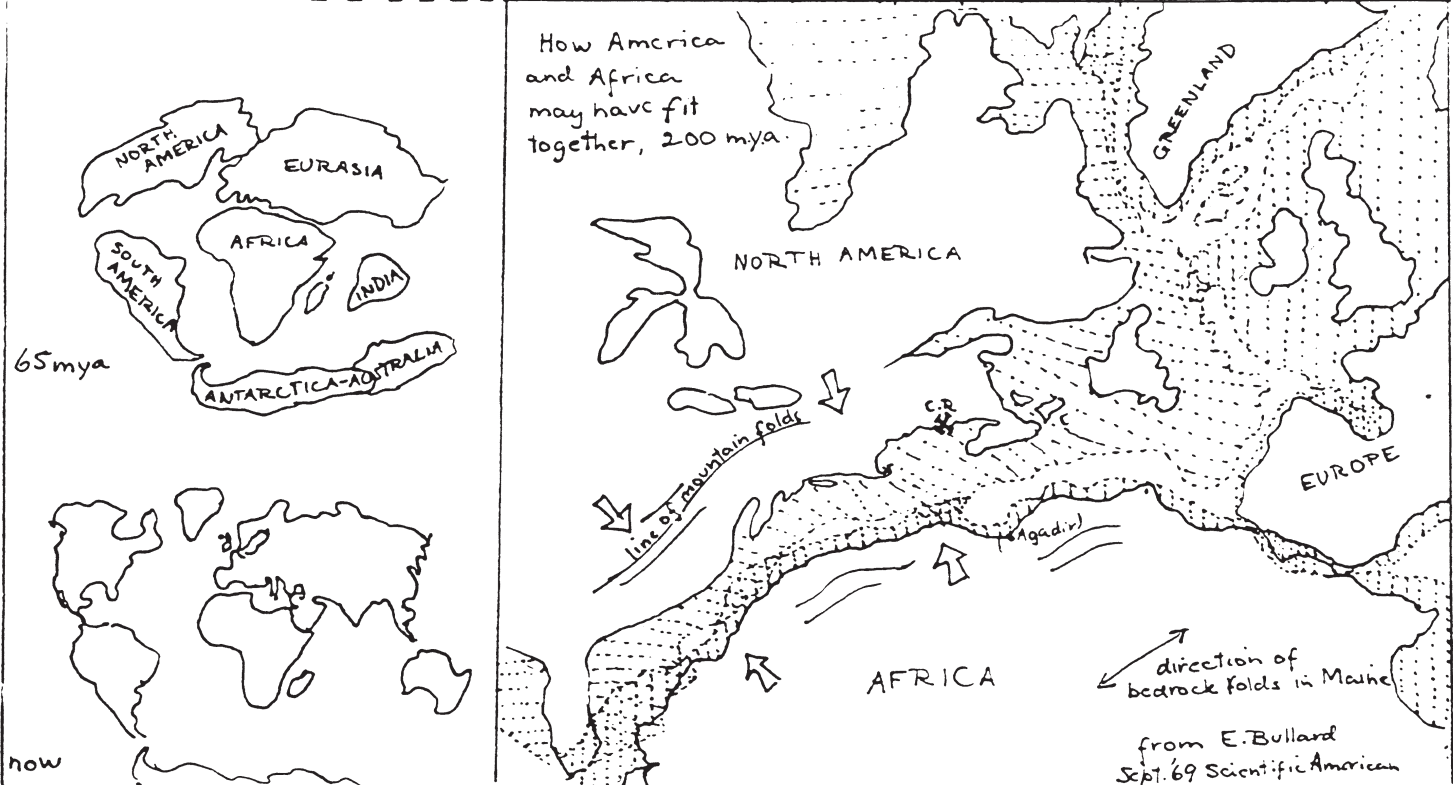 NORTH
AMERICA
EURASIA
AFRICA
SOUTH
AMERICA
INDIA
65mya
ANTARCTICA-AUSTRALIA
now
How America
and Africa
may have fit
together, 200 m.y.a.
GREENLAND
NORTH AMERICA
C.R.
line of mountain folds
EUROPE
(Agadir)
AFRICA
direction of
bedrock folds in Maine
from E. Bullard
Sept. '69 Scientific American